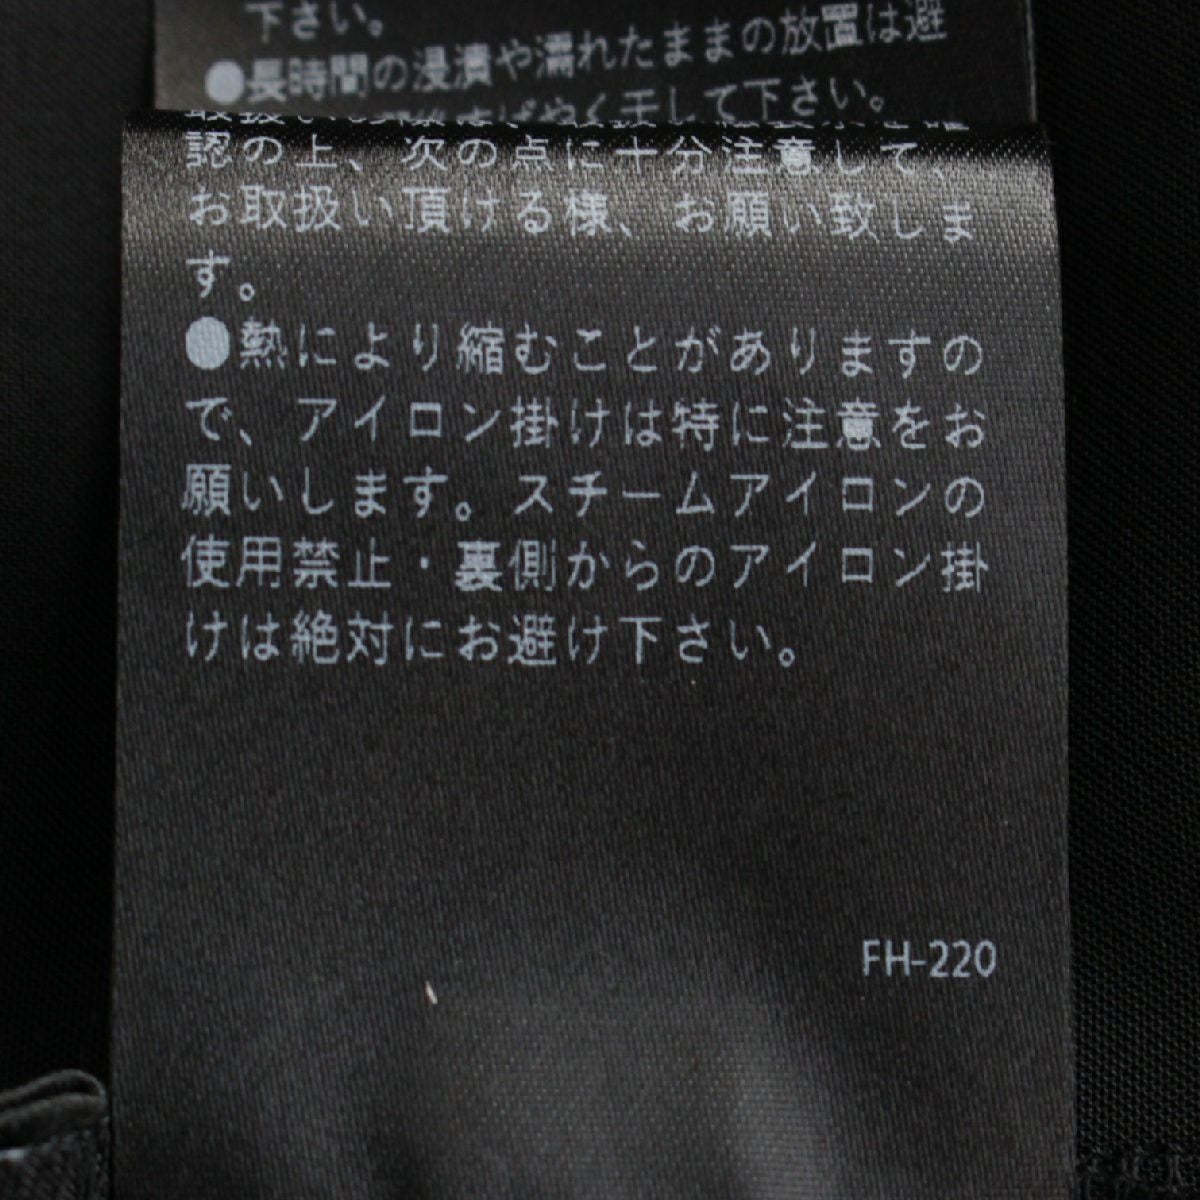 下さい。
●長時間の浸漬や濡れたままの放置は避
干して下さい。
認の上、次の点に十分注意して、
お取扱い頂ける様、お願い致しま
す。
●熱により縮むことがありますの
で、アイロン掛けは特に注意をお
願いします。スチームアイロンの
使用禁止・裏側からのアイロン掛
けは絶対にお避け下さい。
FH-220